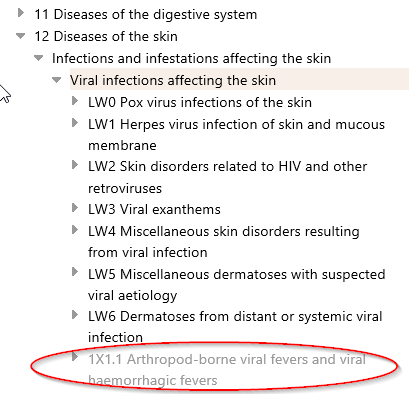 11 Diseases of the digestive system
12 Diseases of the skin
Infections and infestations affecting the skin
Viral infections affecting the skin
LW0 Pox virus infections of the skin
LW1 Herpes virus infection of skin and mucous
membrane
LW2 Skin disorders related to HIV and other
retroviruses
LW3 Viral exanthems
LW4 Miscellaneous skin disorders resulting
from viral infection
LW5 Miscellaneous dermatoses with suspected
viral aetiology
LW6 Dermatoses from distant or systemic viral
infection
1X1.1 Arthropod-borne viral fevers and viral
haemorrhagic fevers